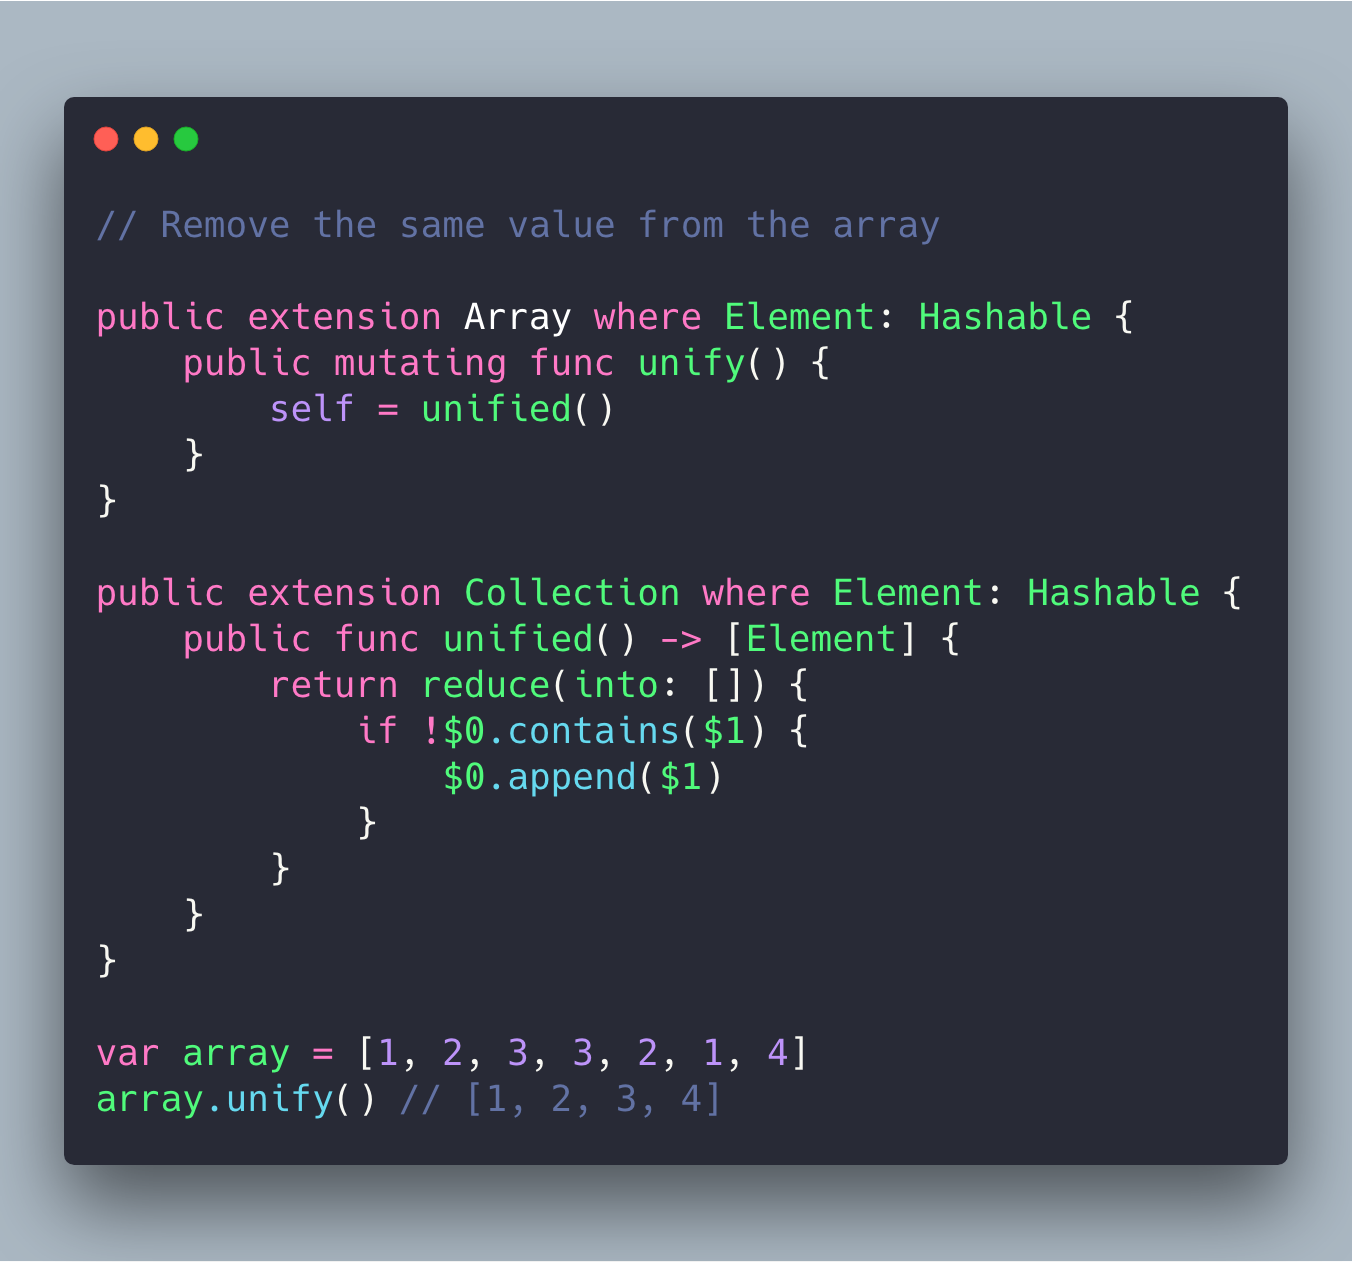 // Remove the same value from the array
public extension Array where Element: Hashable {
    public mutating func unify() {
        self = unified()
    }
}
public extension Collection where Element: Hashable {
    public func unified() -> [Element] {
        return reduce(into: []) {
            if !$0.contains($1) {
                $0.append($1)
            }
        }
    }
}
var array = [1, 2, 3, 3, 2, 1, 4]
array.unify() // [1, 2, 3, 4]